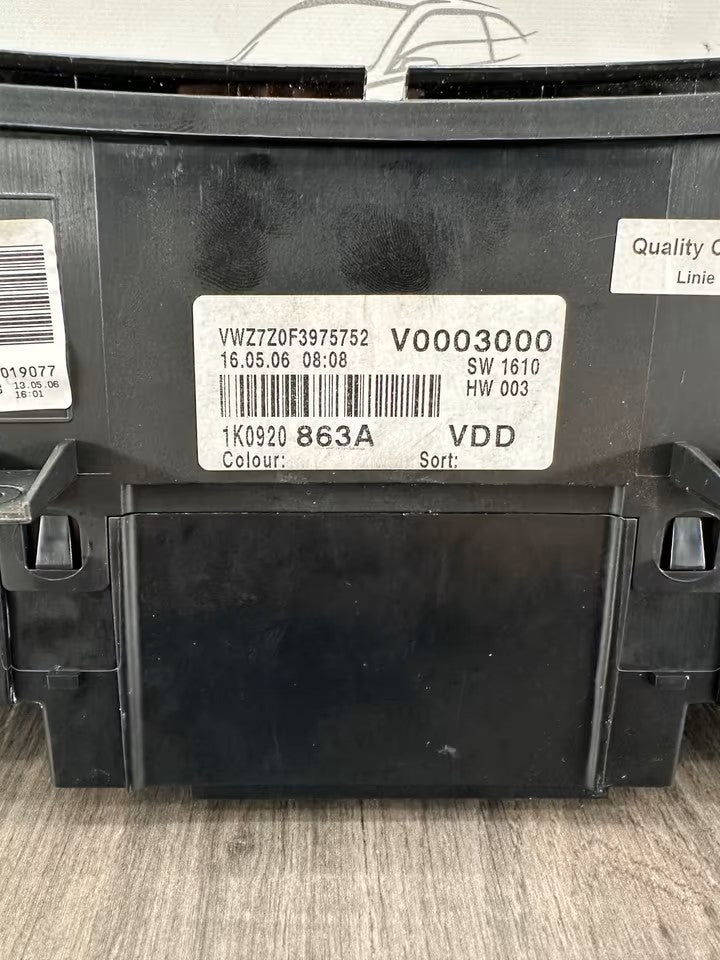 019077
13.05.06
16:01
Quality
Linie
VWZ7Z0F3975752 V0003000
16.05.06 08:08 SW 1610
HW 003
1K0920 863A VDD
Colour: Sort: